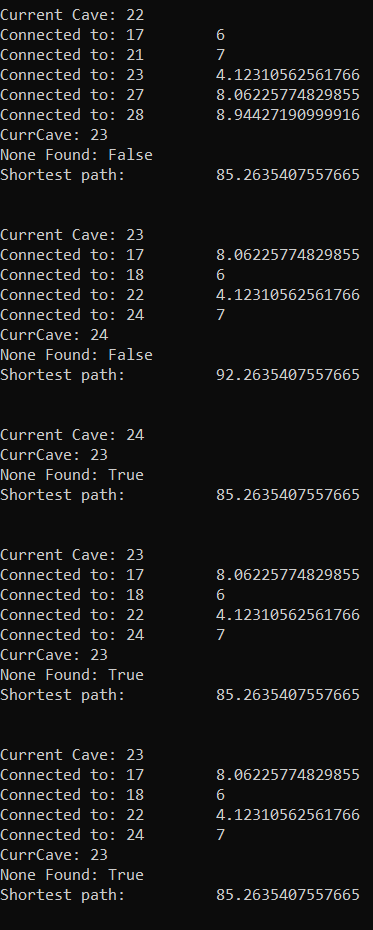 Current Cave: 22
Connected to: 17 6
Connected to: 21 7
Connected to: 23 4.12310562561766
Connected to: 27 8.06225774829855
Connected to: 28 8.94427190999916
CurrCave: 23
None Found: False
Shortest path: 85.2635407557665
Current Cave: 23
Connected to: 17 8.06225774829855
Connected to: 18 6
Connected to: 22 4.12310562561766
Connected to: 24 7
CurrCave: 24
None Found: False
Shortest path: 92.2635407557665
Current Cave: 24
CurrCave: 23
None Found: True
Shortest path: 85.2635407557665
Current Cave: 23
Connected to: 17 8.06225774829855
Connected to: 18 6
Connected to: 22 4.12310562561766
Connected to: 24 7
CurrCave: 23
None Found: True
Shortest path: 85.2635407557665
Current Cave: 23
Connected to: 17 8.06225774829855
Connected to: 18 6
Connected to: 22 4.12310562561766
Connected to: 24 7
CurrCave: 23
None Found: True
Shortest path: 85.2635407557665